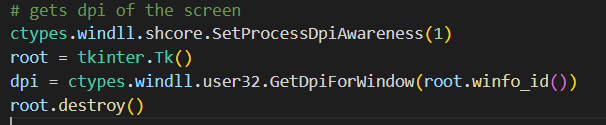 # gets dpi of the screen
ctypes.windll.shcore.SetProcessDpiAwareness(1)
root = tkinter.Tk()
dpi = ctypes.windll.user32.GetDpiForWindow(root.winfo_id())
root.destroy()